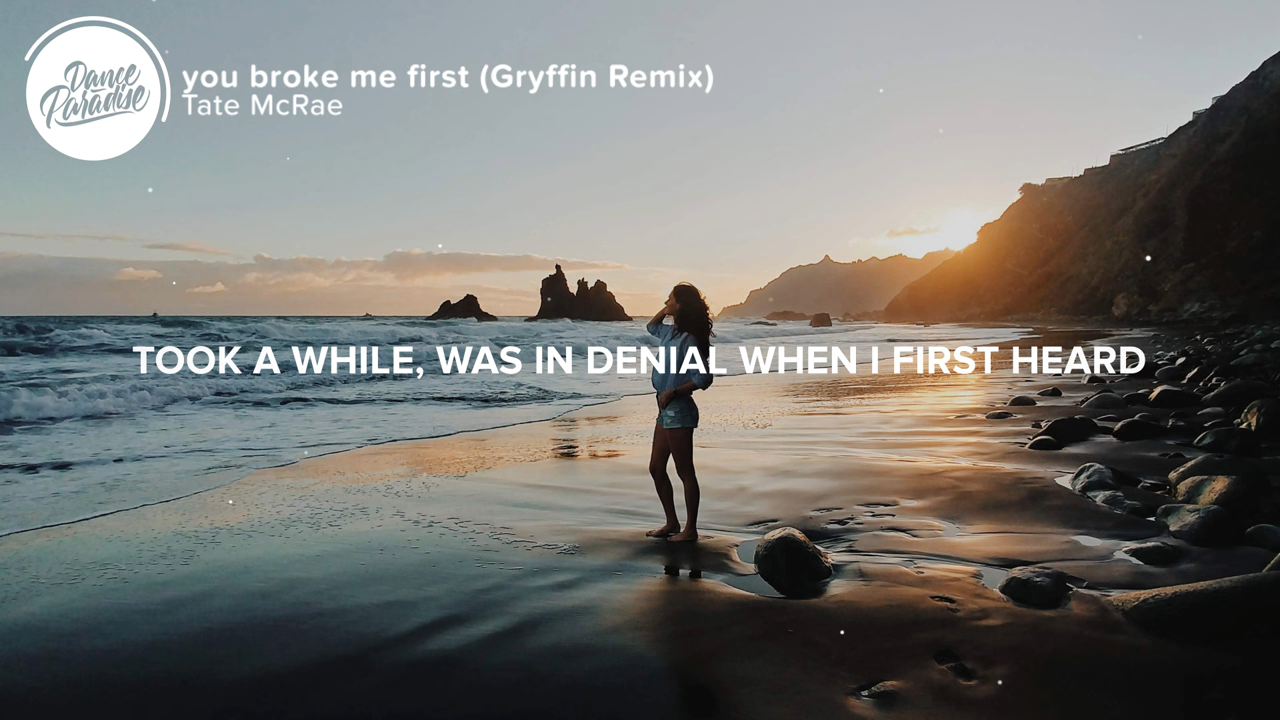 Dance
Paradise
you broke me first (Gryffin Remix)
Tate McRae
TOOK A WHILE, WAS IN DENIAL WHEN I FIRST HEARD